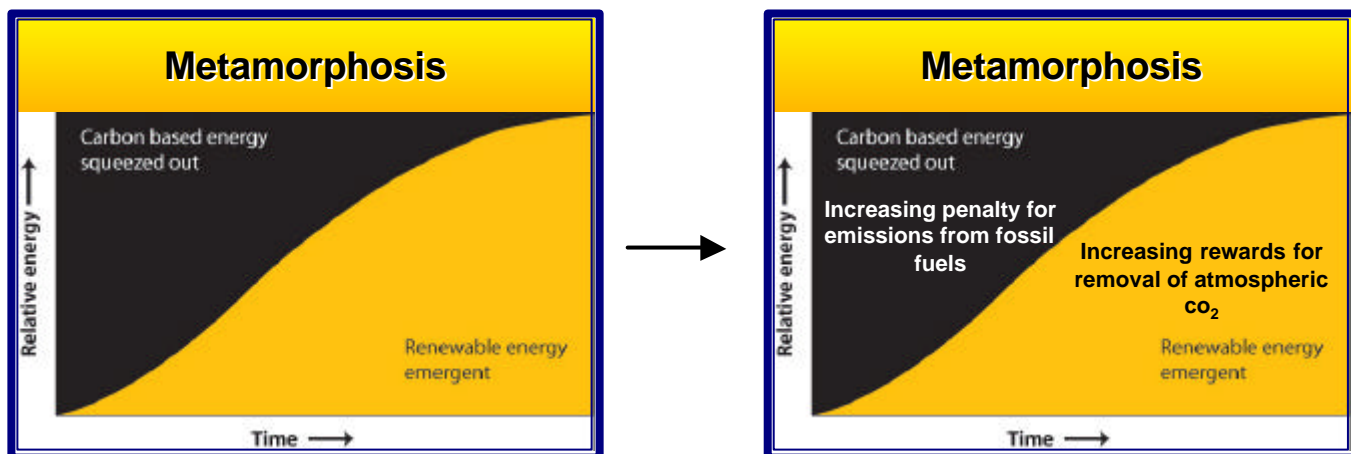 Metamorphosis
Carbon based energy
squeezed out
Relative energy
Renewable energy
emergent
Time
Metamorphosis
Carbon based energy
squeezed out
Increasing penalty for
emissions from fossil
fuels
Increasing rewards for
removal of atmospheric
co₂
Relative energy
Renewable energy
emergent
Time